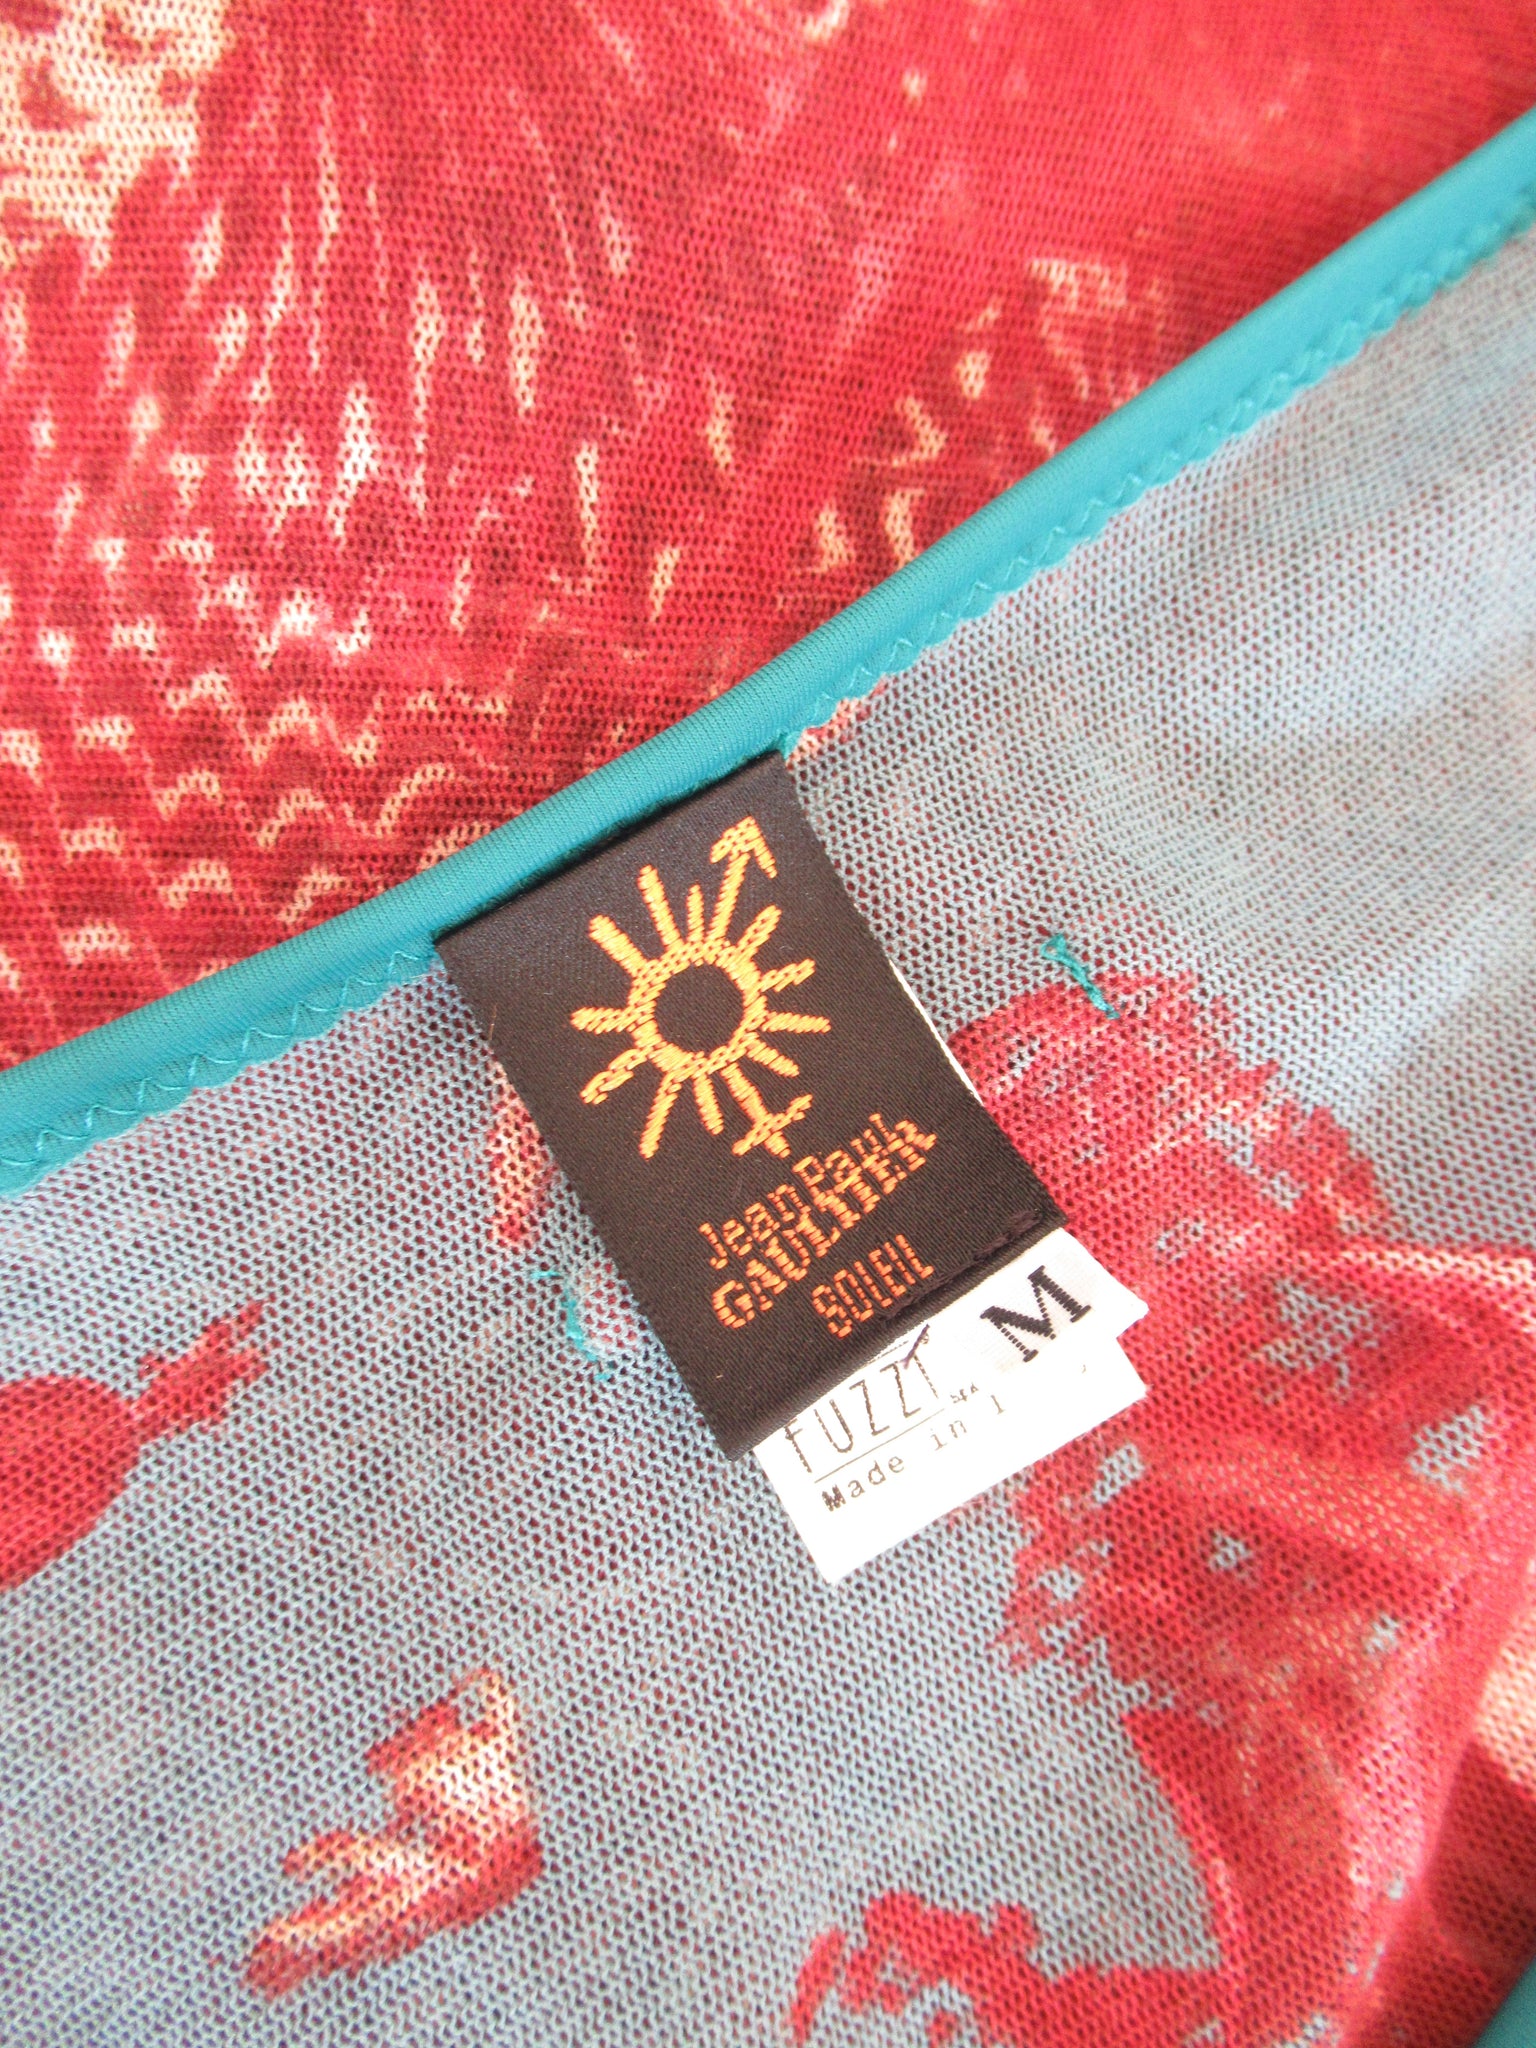 Jean Paul
GAULTIER
SOLEIL
M
FUZZI
Made in